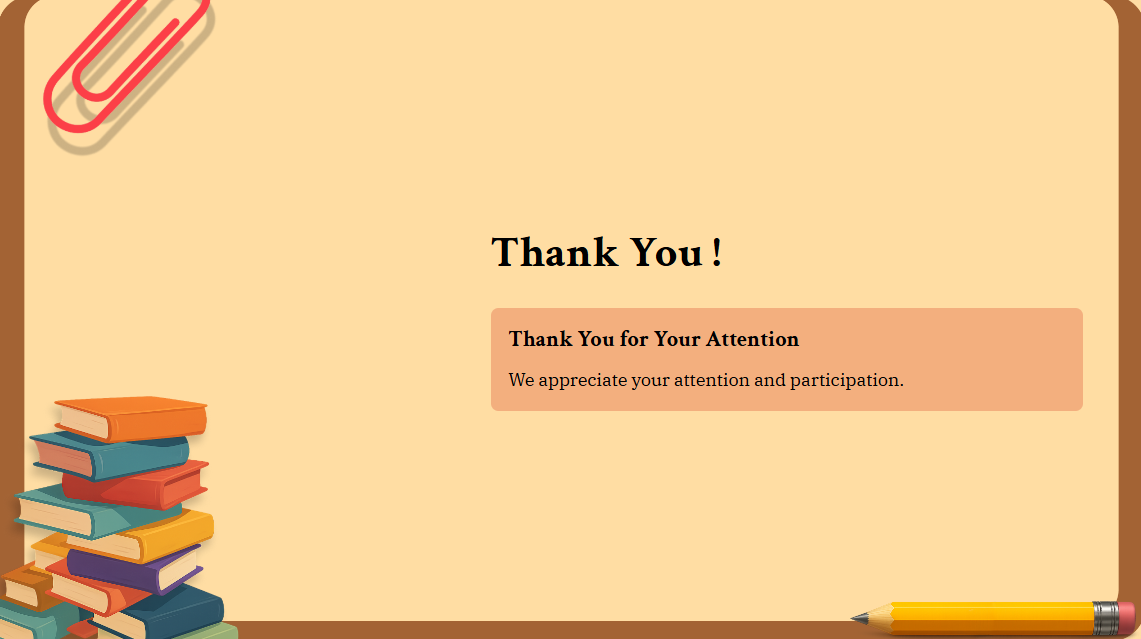 Thank You !
Thank You for Your Attention
We appreciate your attention and participation.